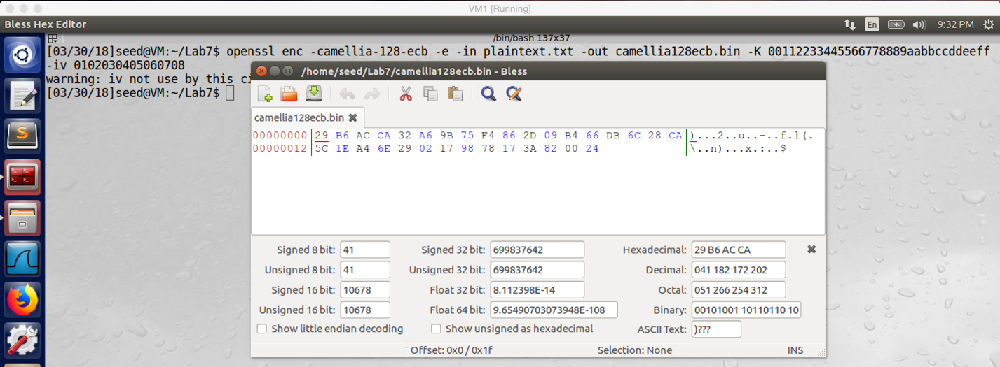 VM1 [Running]
Bless Hex Editor
En
9:32 PM
/bin/bash 137x37
[03/30/18]seed@VM:~/Lab7$ openssl enc -camellia-128-ecb -e -in plaintext.txt -out camellia128ecb.bin -K 00112233445566778889aabbccddeeff
-iv 0102030405060708
warning: iv not use by this ci
[03/30/18]seed@VM:~/Lab7$
/home/seed/Lab7/camellia128ecb.bin - Bless
camellia128ecb.bin
00000000 29 B6 AC CA 32 A6 9B 75 F4 86 2D 09 B4 66 DB 6C 28 CA )...2..u..-..f.l(.
00000012 5C 1E A4 6E 29 02 17 98 78 17 3A 82 00 24 \..n)...x.:..$
Signed 8 bit: 41 Signed 32 bit: 699837642 Hexadecimal: 29 B6 AC CA
Unsigned 8 bit: 41 Unsigned 32 bit: 699837642 Decimal: 041 182 172 202
Signed 16 bit: 10678 Float 32 bit: 8.112398E-14 Octal: 051 266 254 312
Unsigned 16 bit: 10678 Float 64 bit: 9.65490703073948E-108 Binary: 00101001 10110110 10
Show little endian decoding Show unsigned as hexadecimal ASCII Text: )???
Offset: 0x0 / 0x1f Selection: None INS